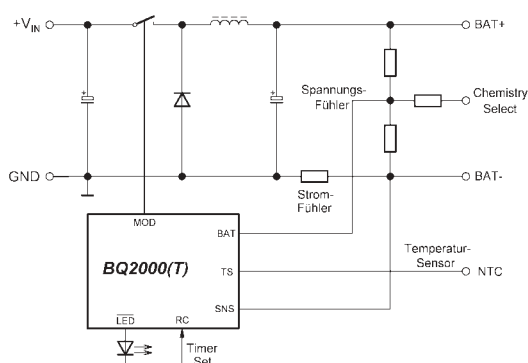 +VIN
BAT+
Spannungs-
Fühler
Chemistry
Select
GND
Strom-
Fühler
BAT-
MOD
BAT
BQ2000(T)
TS
Temperatur-
Sensor
NTC
SNS
LED
RC
Timer
Set